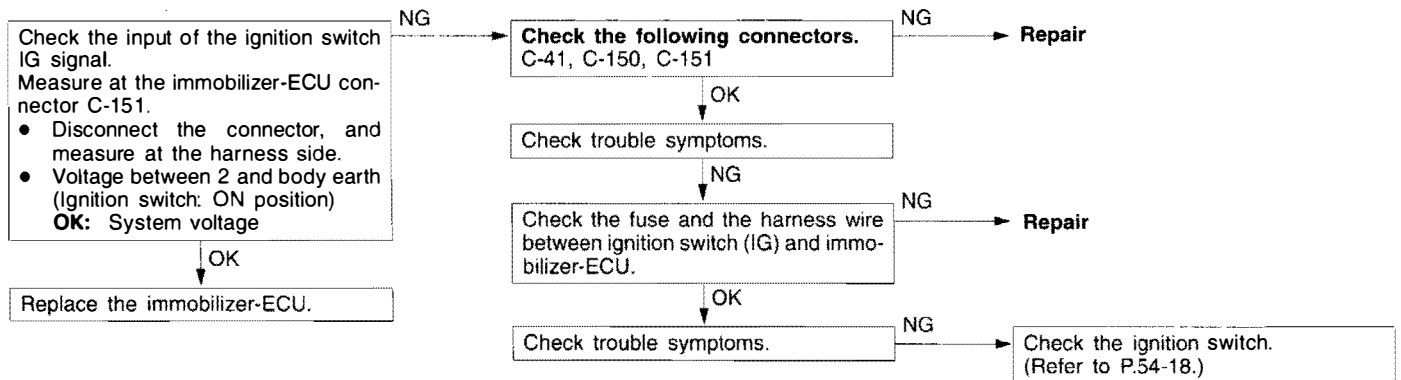 Check the input of the ignition switch
IG signal.
Measure at the immobilizer-ECU con-
nector C-151.
● Disconnect the connector, and
measure at the harness side.
● Voltage between 2 and body earth
(Ignition switch: ON position)
OK: System voltage
OK
Replace the immobilizer-ECU.
NG
Check the following connectors.
C-41, C-150, C-151
NG
Repair
OK
Check trouble symptoms.
NG
Check the fuse and the harness wire
between ignition switch (IG) and immo-
bilizer-ECU.
NG
Repair
OK
Check trouble symptoms.
NG
Check the ignition switch.
(Refer to P.54-18.)